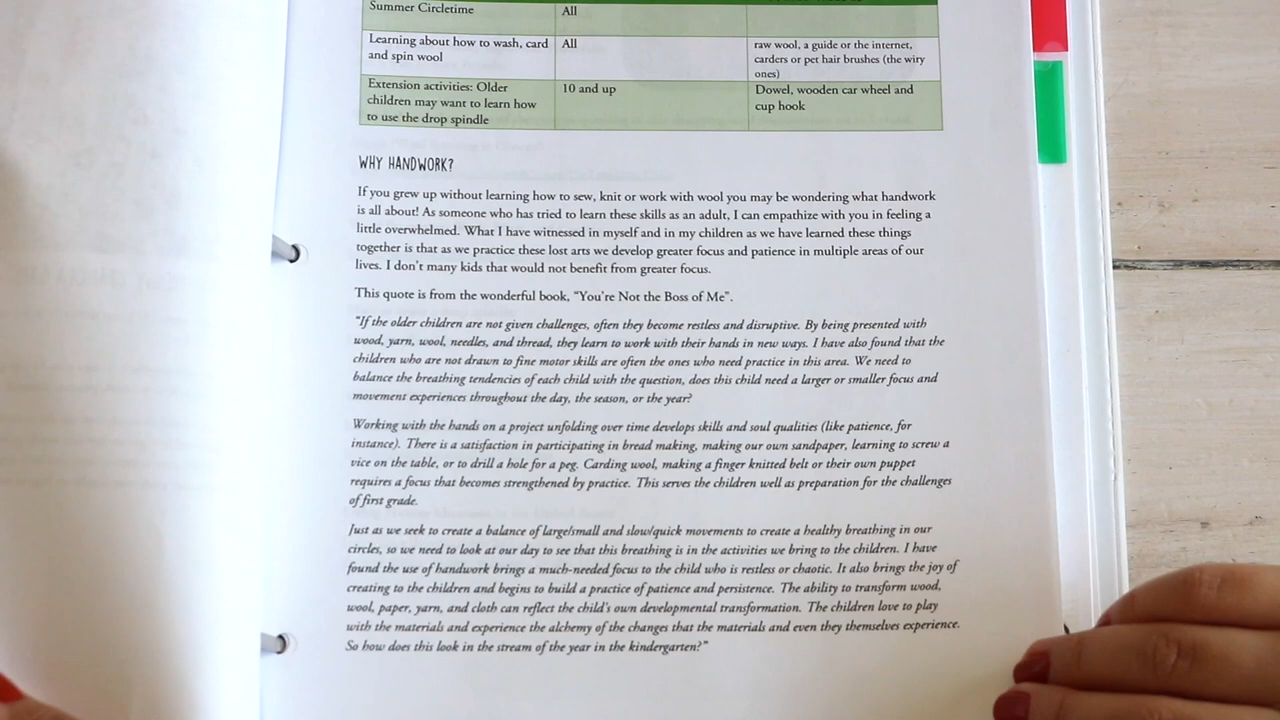 Summer Circletime All
Learning about how to wash, card
and spin wool
All
raw wool, a guide or the internet,
carders or pet hair brushes (the wiry
ones)
Extension activities: Older
children may want to learn how
to use the drop spindle
10 and up
Dowel, wooden car wheel and
cup hook
WHY HANDWORK?
If you grew up without learning how to sew, knit or work with wool you may be wondering what handwork
is all about! As someone who has tried to learn these skills as an adult, I can empathize with you in feeling a
little overwhelmed. What I have witnessed in myself and in my children as we have learned these things
together is that as we practice these lost arts we develop greater focus and patience in multiple areas of our
lives. I don't many kids that would not benefit from greater focus.
This quote is from the wonderful book, “You're Not the Boss of Me”.
“If the older children are not given challenges, often they become restless and disruptive. By being presented with
wood, yarn, wool, needles, and thread, they learn to work with their hands in new ways. I have also found that the
children who are not drawn to fine motor skills are often the ones who need practice in this area. We need to
balance the breathing tendencies of each child with the question, does this child need a larger or smaller focus and
movement experiences throughout the day, the season, or the year?
Working with the hands on a project unfolding over time develops skills and soul qualities (like patience, for
instance). There is a satisfaction in participating in bread making, making our own sandpaper, learning to screw a
vice on the table, or to drill a hole for a peg. Carding wool, making a finger knitted belt or their own puppet
requires a focus that becomes strengthened by practice. This serves the children well as preparation for the challenges
of first grade.
Just as we seek to create a balance of large/small and slow/quick movements to create a healthy breathing in our
circles, so we need to look at our day to see that this breathing is in the activities we bring to the children. I have
found the use of handwork brings a much-needed focus to the child who is restless or chaotic. It also brings the joy of
creating to the children and begins to build a practice of patience and persistence. The ability to transform wood,
wool, paper, yarn, and cloth can reflect the child's own developmental transformation. The children love to play
with the materials and experience the alchemy of the changes that the materials and even they themselves experience.
So how does this look in the stream of the year in the kindergarten?”